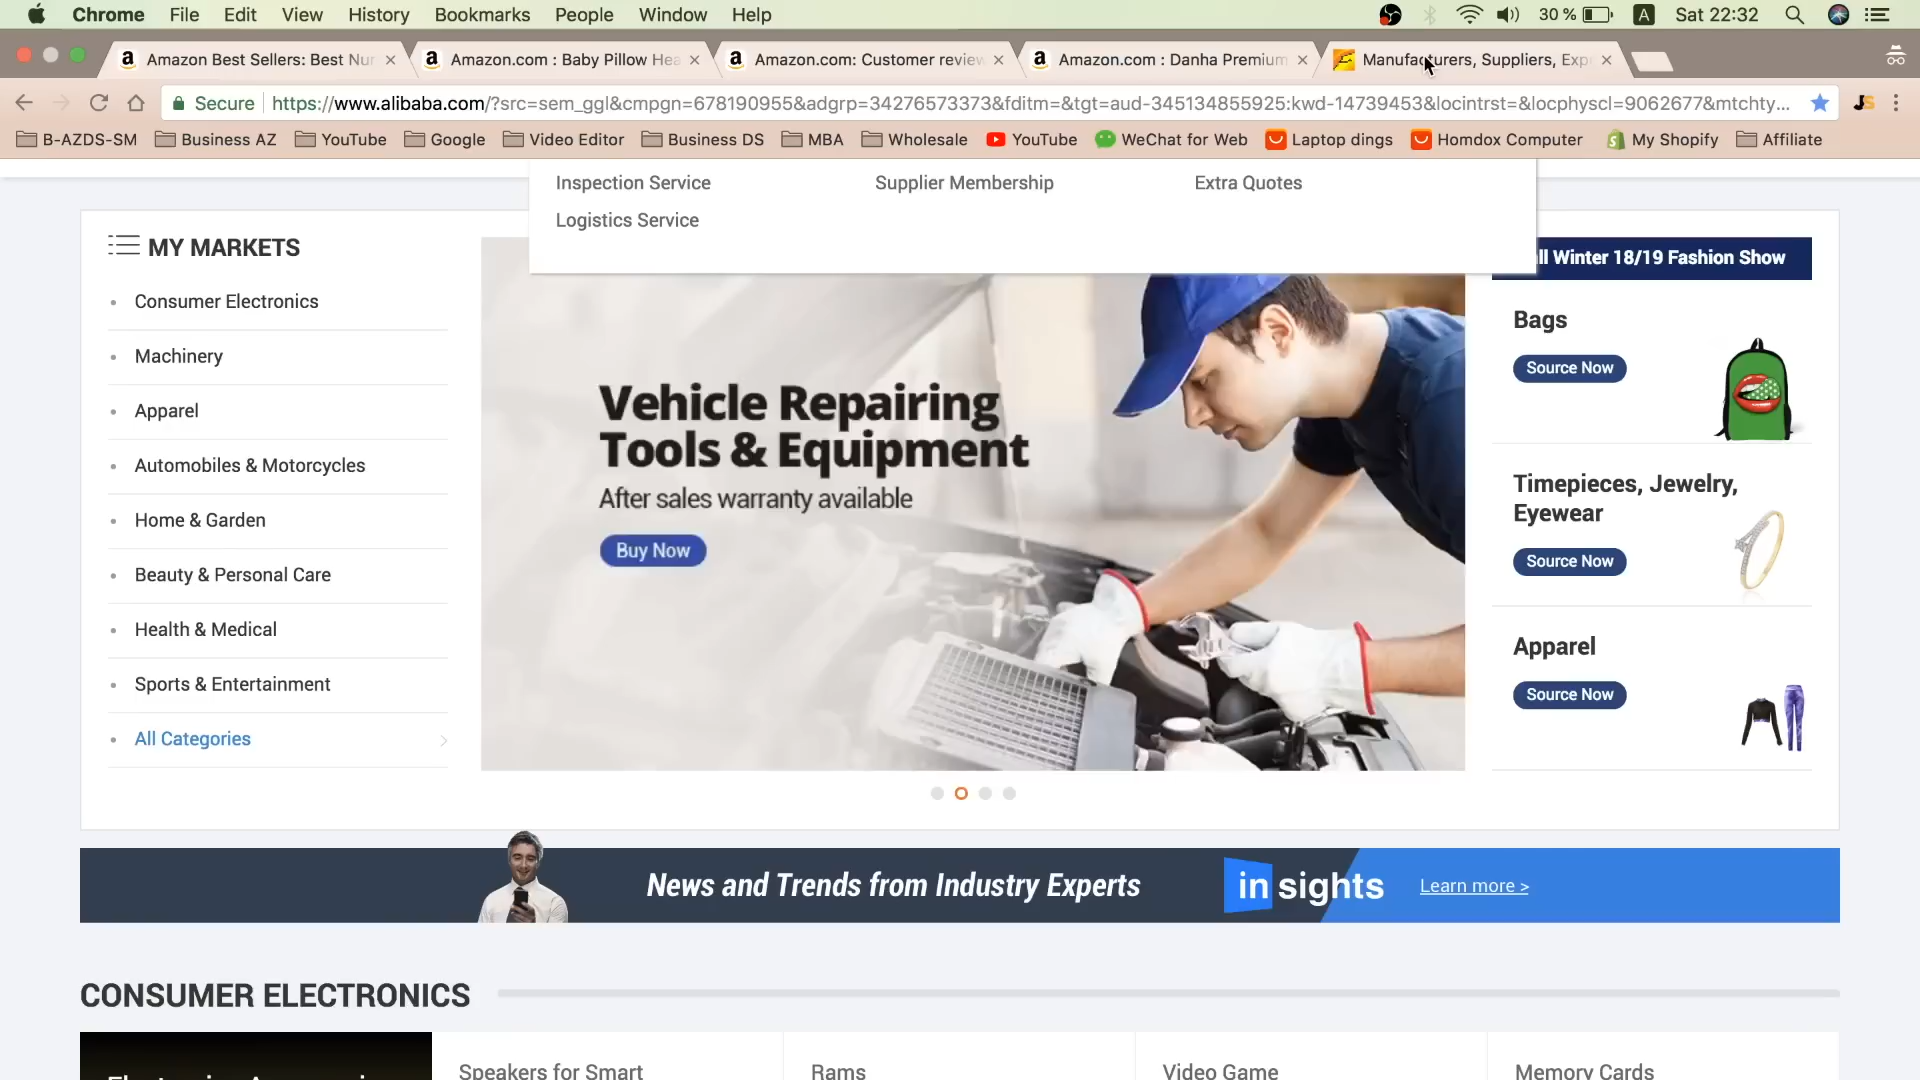 Chrome File Edit View History Bookmarks People Window Help 30 % A Sat 22:32
a Amazon Best Sellers: Best Nur a Amazon.com : Baby Pillow Hea a Amazon.com: Customer review a Amazon.com : Danha Premium Manufacturers, Suppliers, Exp
Secure https://www.alibaba.com/?src=sem_ggl&cmpgn=678190955&adgrp=34276573373&fditm=&tgt=aud-345134855925:kwd-14739453&locintrst=&locphyscl=9062677&mtchty... JS
B-AZDS-SM Business AZ YouTube Google Video Editor Business DS MBA Wholesale YouTube WeChat for Web Laptop dings Homdox Computer My Shopify Affiliate
Inspection Service Supplier Membership Extra Quotes
Logistics Service
MY MARKETS
Consumer Electronics
Machinery
Apparel
Automobiles & Motorcycles
Home & Garden
Beauty & Personal Care
Health & Medical
Sports & Entertainment
All Categories
Vehicle Repairing
Tools & Equipment
After sales warranty available
Buy Now
Winter 18/19 Fashion Show
Bags
Source Now
Timepieces, Jewelry,
Eyewear
Source Now
Apparel
Source Now
News and Trends from Industry Experts insights Learn more >
CONSUMER ELECTRONICS
Speakers for Smart Rams Video Game Memory Cards